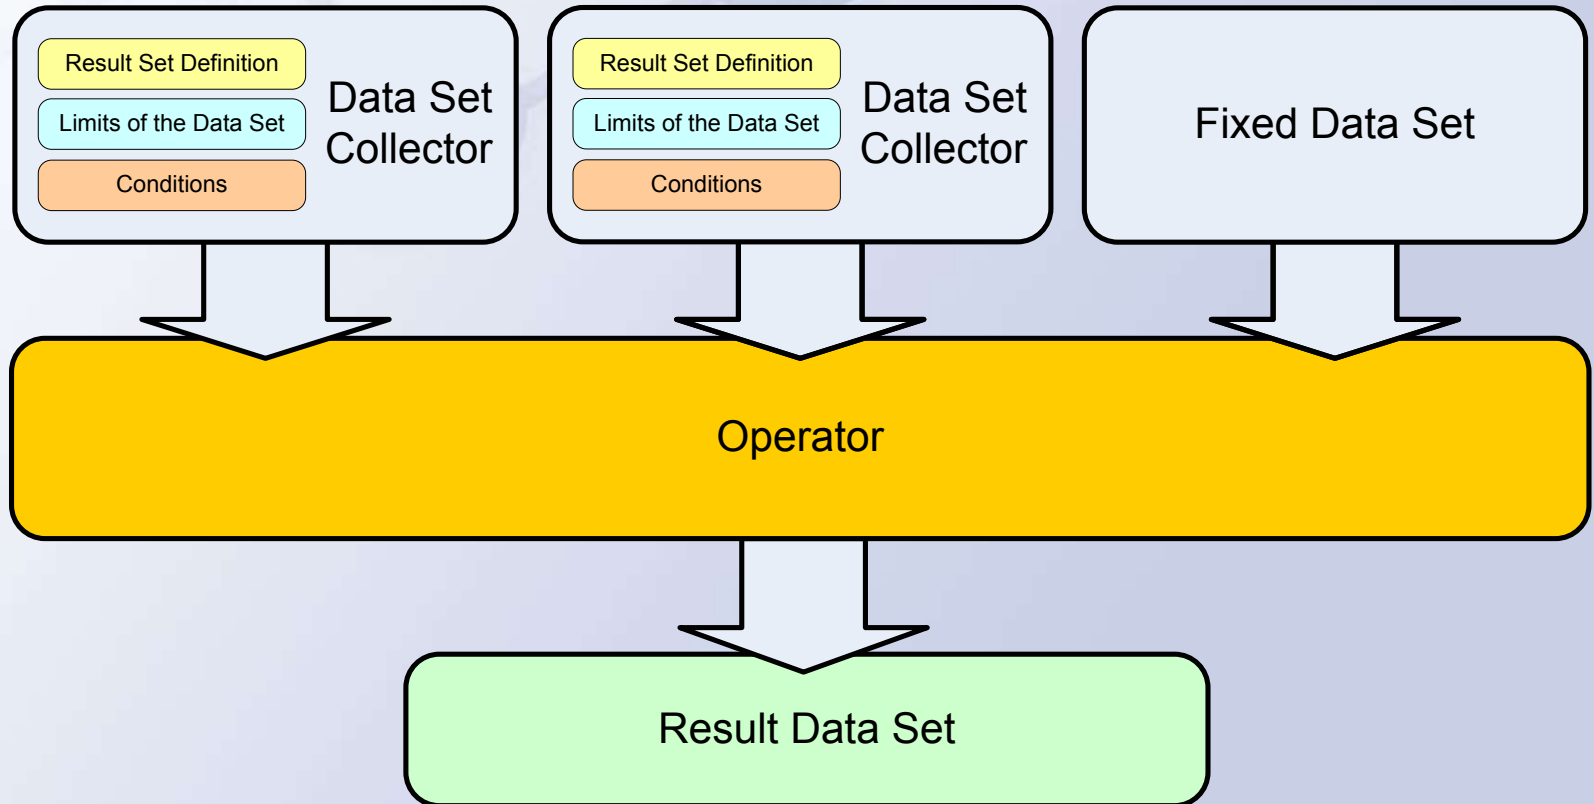 Result Set Definition
Limits of the Data Set
Conditions
Data Set
Collector
Result Set Definition
Limits of the Data Set
Conditions
Data Set
Collector
Fixed Data Set
Operator
Result Data Set